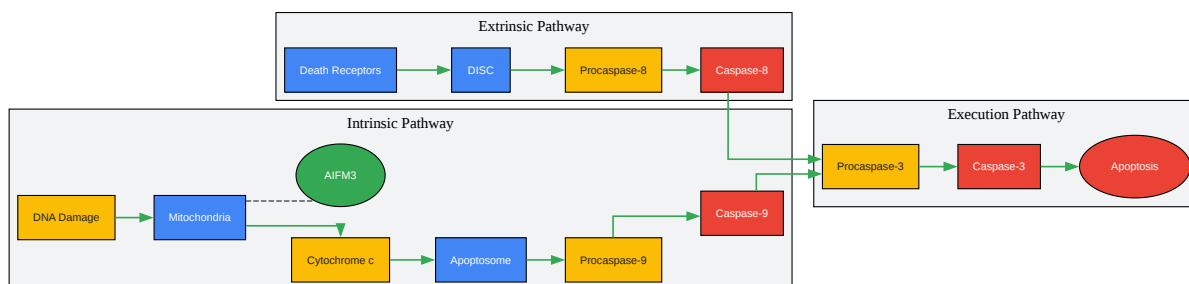 Extrinsic Pathway
Death Receptors
DISC
Procaspase-8
Caspase-8
Intrinsic Pathway
AIFM3
DNA Damage
Mitochondria
Cytochrome c
Apoptosome
Procaspase-9
Caspase-9
Execution Pathway
Procaspase-3
Caspase-3
Apoptosis